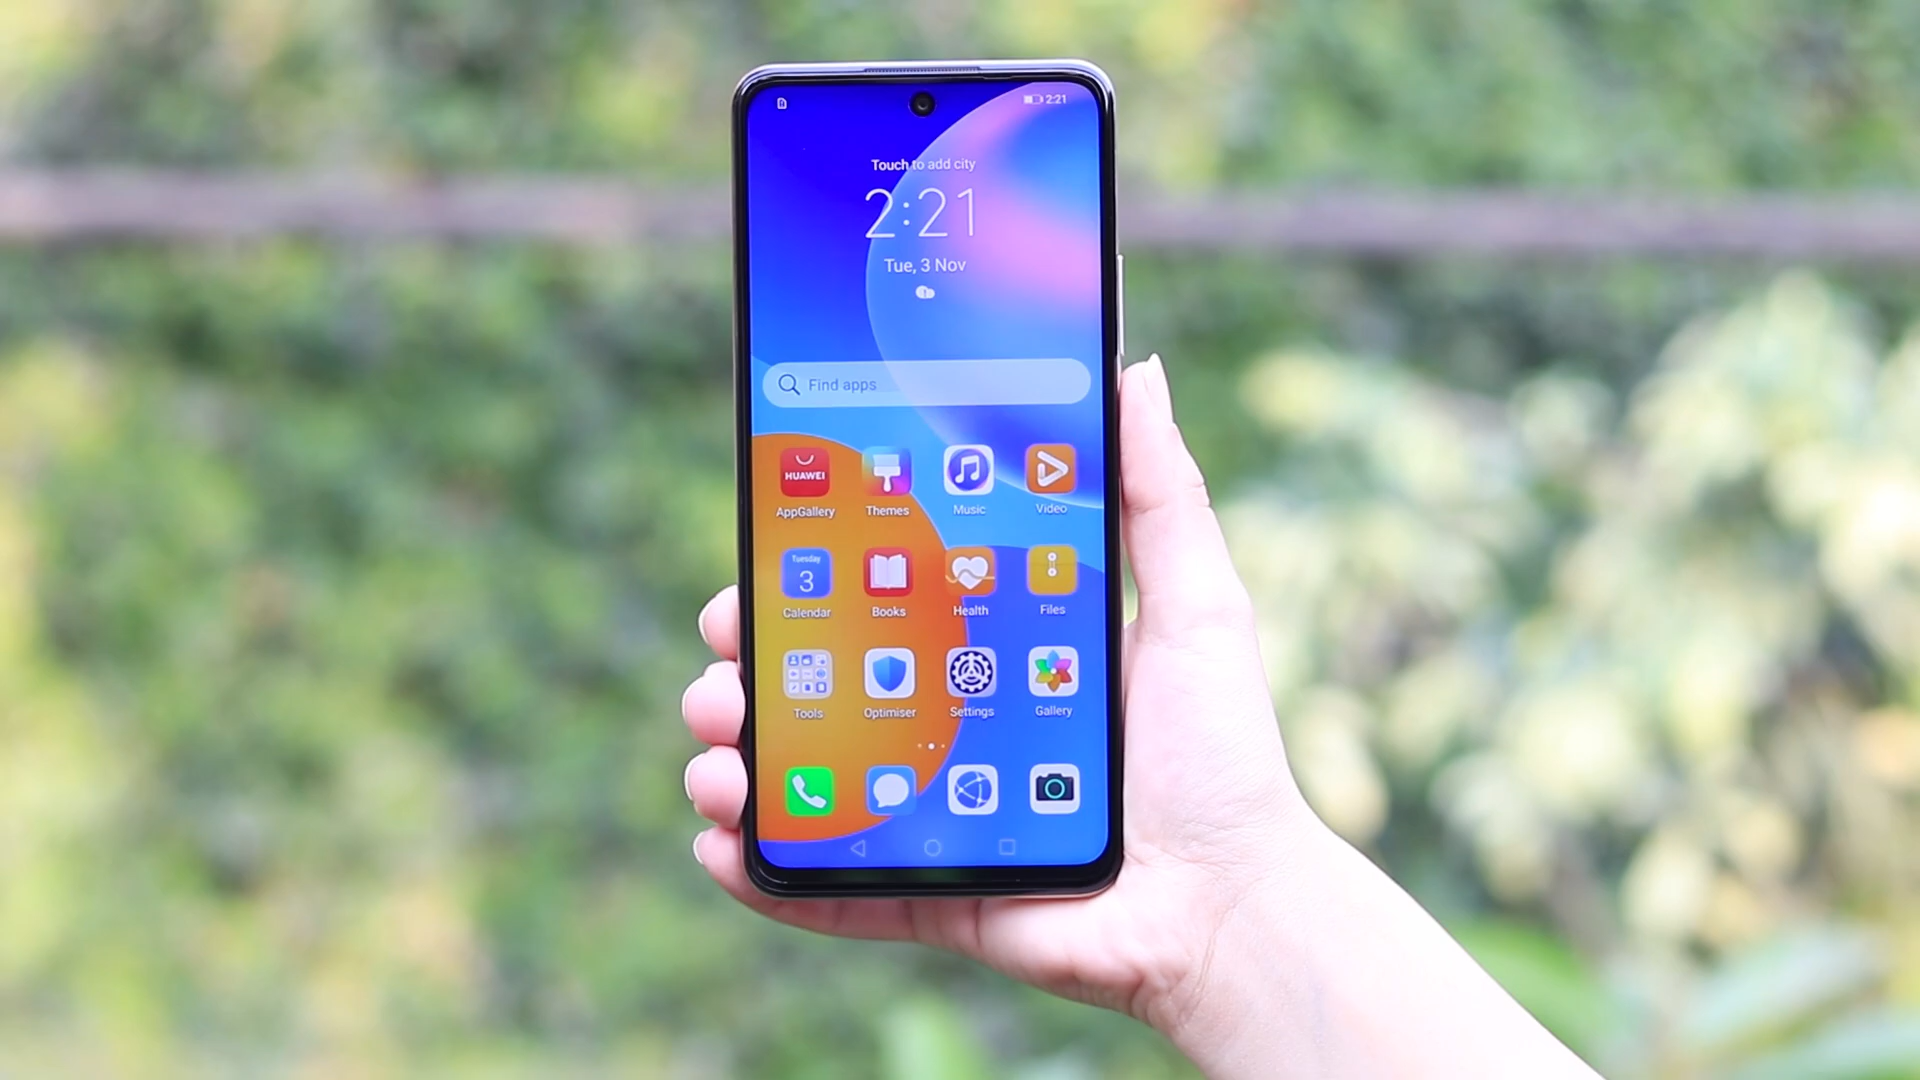 2:21
Touch to add city
2:21
Tue, 3 Nov
Find apps
HUAWEI
AppGallery
Themes
Music
Video
Tuesday
3
Calendar
Books
Health
Files
Tools
Optimiser
Settings
Gallery